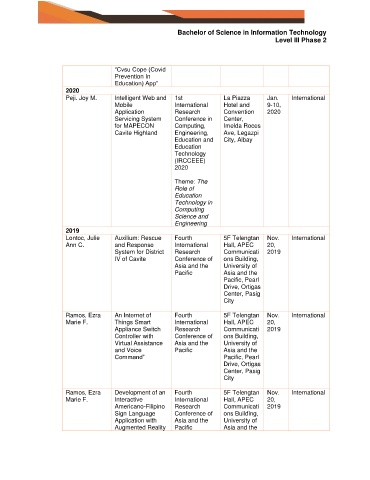 Bachelor of Science in Information Technology
Level III Phase 2
"Cvsu Cope (Covid
Prevention In
Education) App"
2020
Peji, Joy M.
Intelligent Web and
Mobile
Application
Servicing System
for MAPECON
Cavite Highland
1st
International
Research
Conference in
Computing,
Engineering,
Education and
Education
Technology
(IRCCEEE)
2020
Theme: The
Role of
Education
Technology in
Computing
Science and
Engineering
La Piazza
Hotel and
Convention
Center,
Imelda Roces
Ave, Legazpi
City, Albay
Jan.
9-10,
2020
International
2019
Lontoc, Julie
Ann C.
Auxilium: Rescue
and Response
System for District
IV of Cavite
Fourth
International
Research
Conference of
Asia and the
Pacific
5F Telengtan
Hall, APEC
Communicati
ons Building,
University of
Asia and the
Pacific, Pearl
Drive, Ortigas
Center, Pasig
City
Nov.
20,
2019
International
Ramos, Ezra
Marie F.
An Internet of
Things Smart
Appliance Switch
Controller with
Virtual Assistance
and Voice
Command"
Fourth
International
Research
Conference of
Asia and the
Pacific
5F Telengtan
Hall, APEC
Communicati
ons Building,
University of
Asia and the
Pacific, Pearl
Drive, Ortigas
Center, Pasig
City
Nov.
20,
2019
International
Ramos, Ezra
Marie F.
Development of an
Interactive
Americano-Filipino
Sign Language
Application with
Augmented Reality
Fourth
International
Research
Conference of
Asia and the
Pacific
5F Telengtan
Hall, APEC
Communicati
ons Building,
University of
Asia and the
Nov.
20,
2019
International